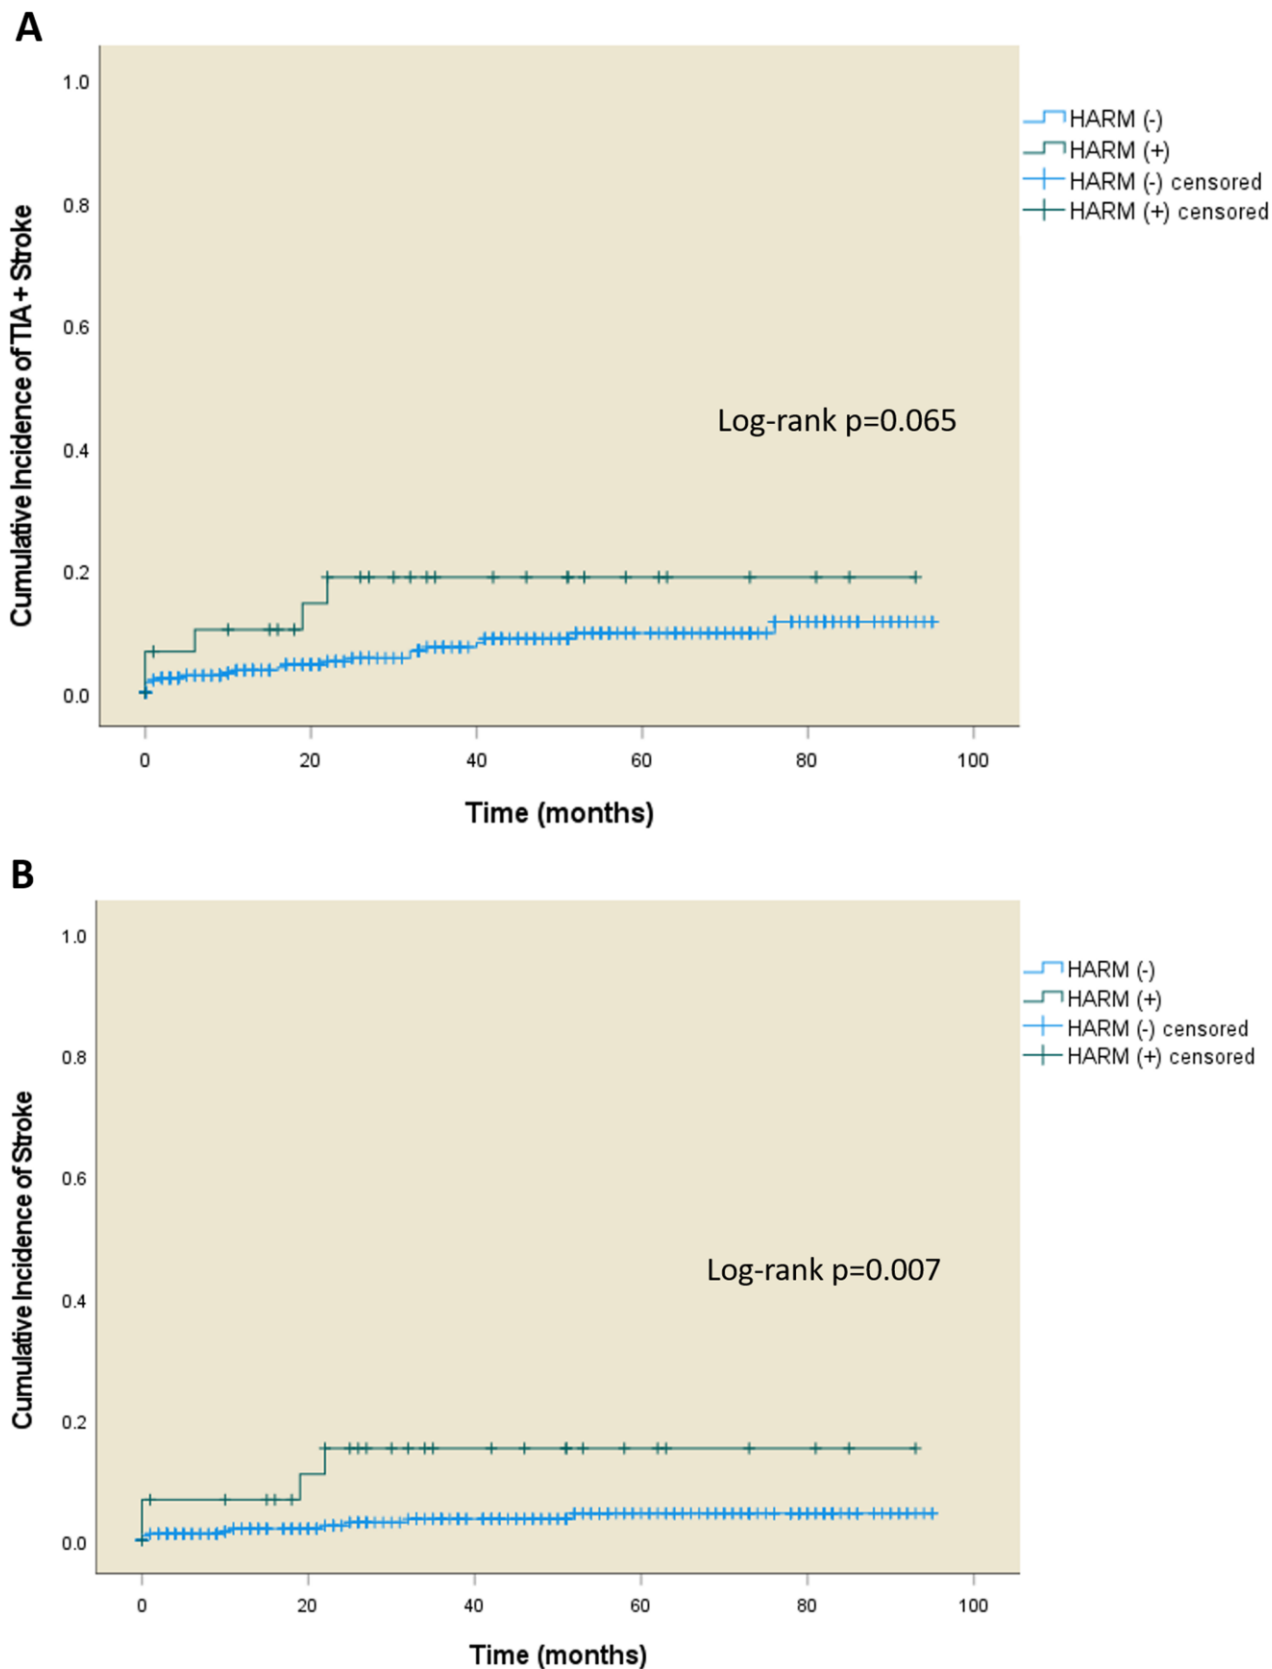 A
1.0
0.8
0.6
0.4
0.2
0.0
Cumulative Incidence of TIA + Stroke
HARM (-)
HARM (+)
HARM (-) censored
HARM (+) censored
Log-rank p=0.065
0 20 40 60 80 100
Time (months)
B
1.0
0.8
0.6
0.4
0.2
0.0
Cumulative Incidence of Stroke
HARM (-)
HARM (+)
HARM (-) censored
HARM (+) censored
Log-rank p=0.007
0 20 40 60 80 100
Time (months)